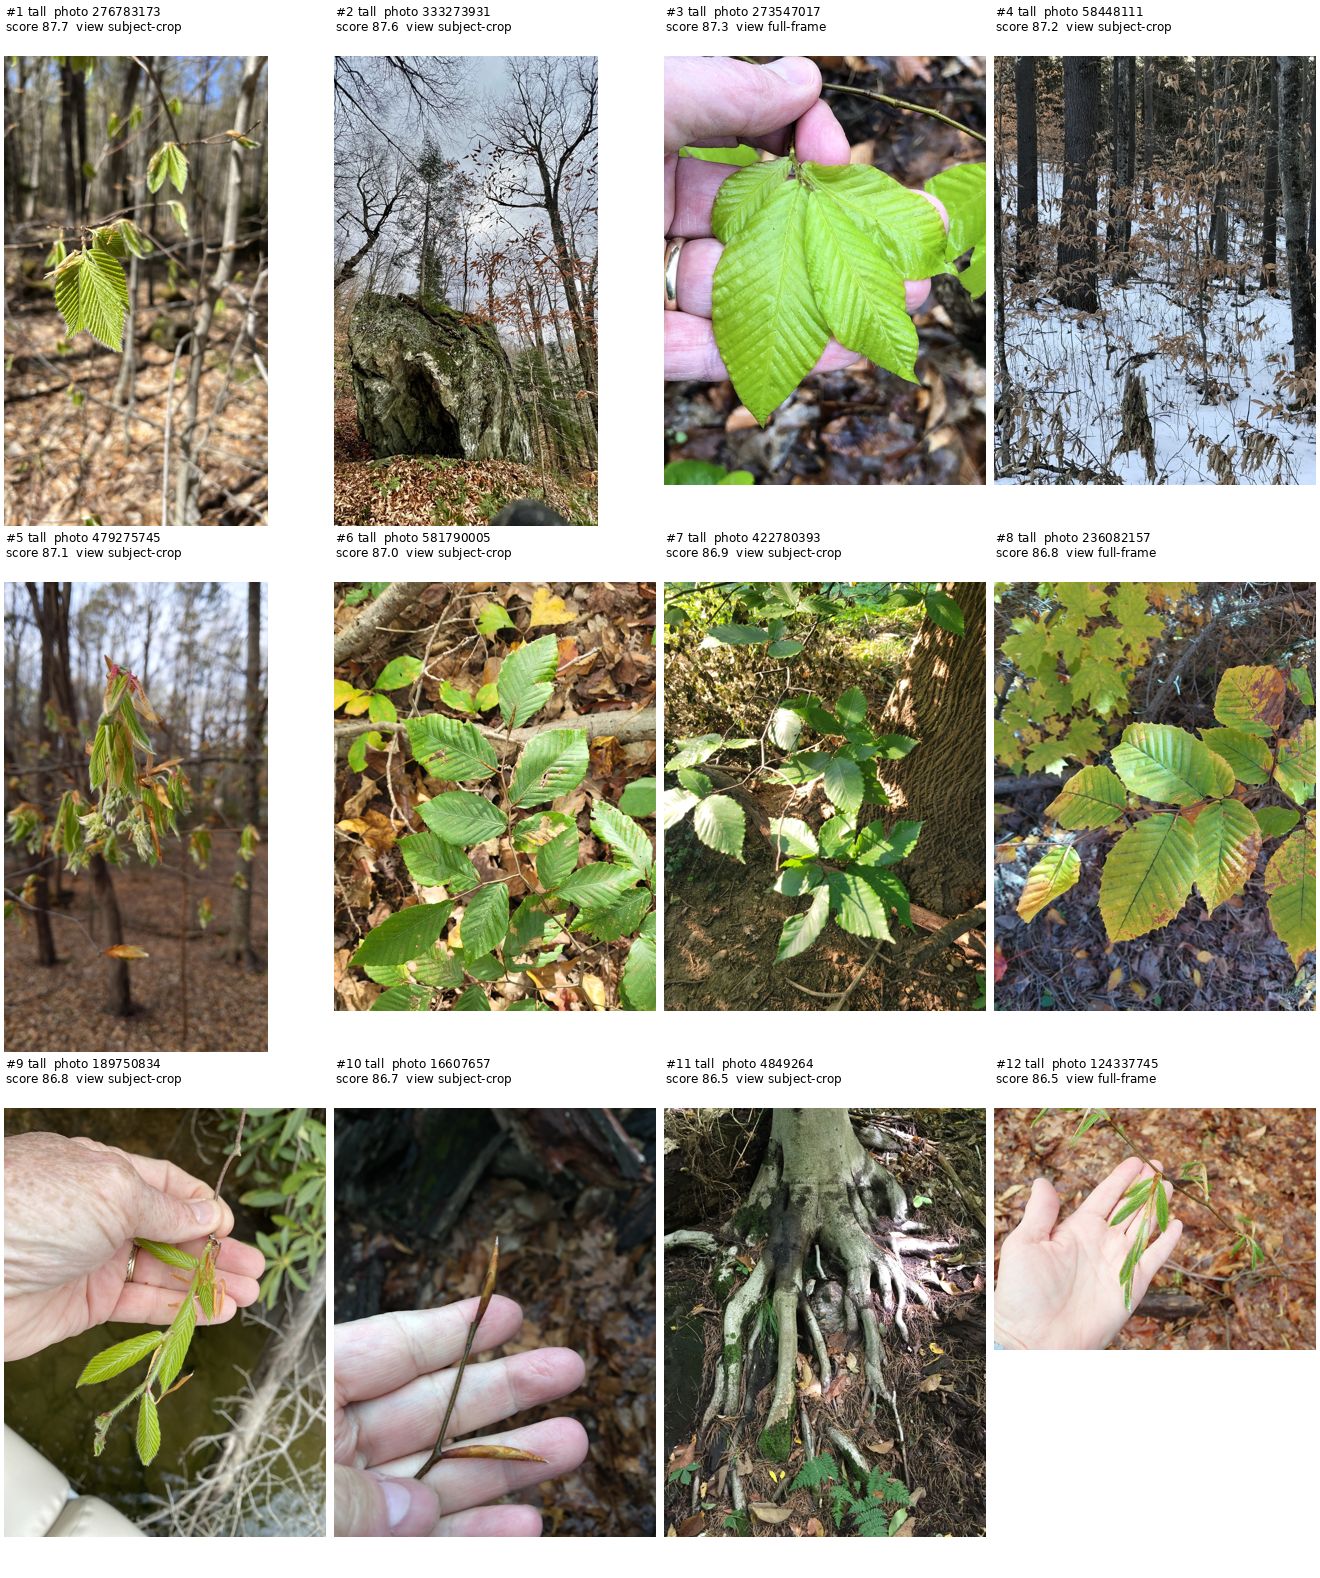 #1 tall photo 276783173
score 87.7 view subject-crop
#2 tall photo 333273931
score 87.6 view subject-crop
#3 tall photo 273547017
score 87.3 view full-frame
#4 tall photo 58448111
score 87.2 view subject-crop
#5 tall photo 479275745
score 87.1 view subject-crop
#6 tall photo 581790005
score 87.0 view subject-crop
#7 tall photo 422780393
score 86.9 view subject-crop
#8 tall photo 236082157
score 86.8 view full-frame
#9 tall photo 189750834
score 86.8 view subject-crop
#10 tall photo 16607657
score 86.7 view subject-crop
#11 tall photo 4849264
score 86.5 view subject-crop
#12 tall photo 124337745
score 86.5 view full-frame